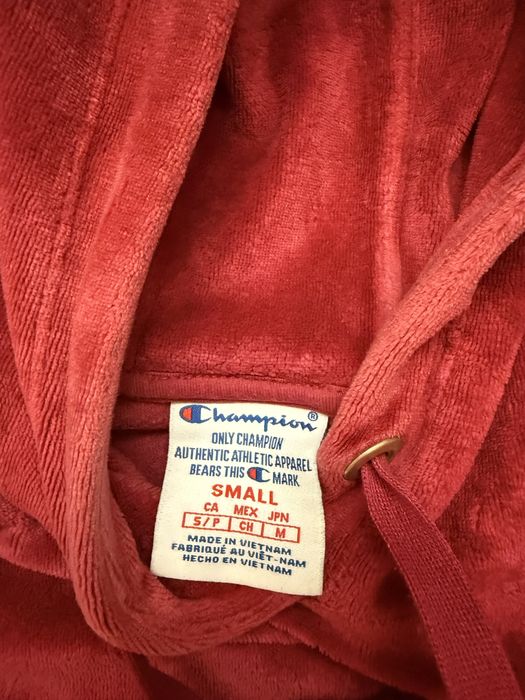 Champion®
ONLY CHAMPION
AUTHENTIC ATHLETIC APPAREL
BEARS THIS C MARK
SMALL
CA MEX JPN
S/P CH M
MADE IN VIETNAM
FABRIQUÉ AU VIÊT-NAM
HECHO EN VIETNAM